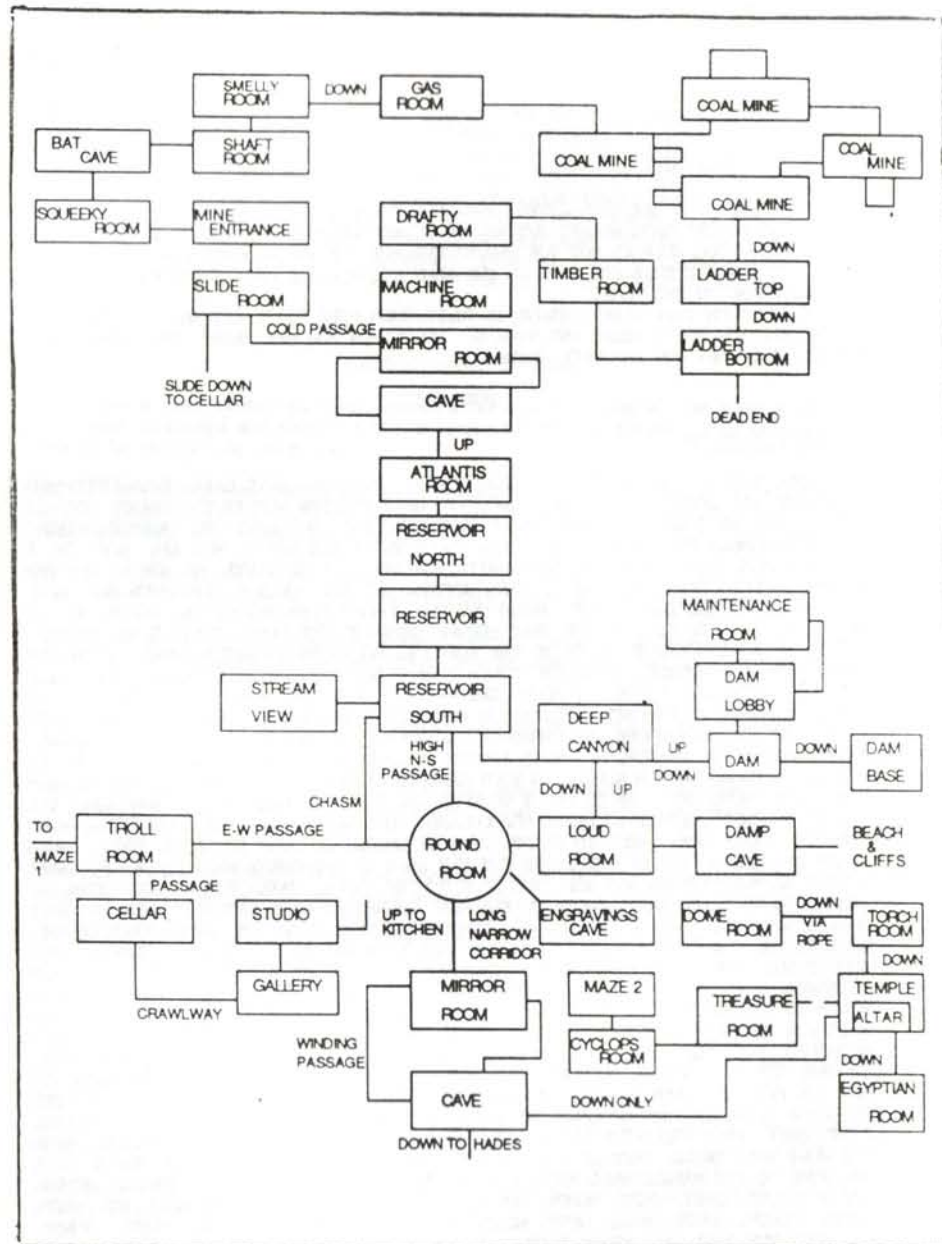 SMELLY
ROOM
DOWN
GAS
ROOM
COAL MINE
BAT
CAVE
SHAFT
ROOM
COAL MINE
COAL
MINE
SQUEEKY
ROOM
MINE
ENTRANCE
DRAFTY
ROOM
COAL MINE
DOWN
SLIDE
ROOM
MACHINE
ROOM
TIMBER
ROOM
LADDER
TOP
COLD PASSAGE
DOWN
MIRROR
ROOM
LADDER
BOTTOM
SLIDE DOWN
TO CELLAR
CAVE
DEAD END
UP
ATLANTIS
ROOM
RESERVOIR
NORTH
RESERVOIR
MAINTENANCE
ROOM
STREAM
VIEW
RESERVOIR
SOUTH
DAM
LOBBY
DEEP
CANYON
HIGH
N-S
PASSAGE
UP
DOWN
DAM
DOWN
DAM
BASE
DOWN
UP
CHASM
TO
MAZE
1
TROLL
ROOM
E-W PASSAGE
ROUND
ROOM
LOUD
ROOM
DAMP
CAVE
BEACH
&
CLIFFS
PASSAGE
CELLAR
STUDIO
UP TO
KITCHEN
LONG
NARROW
CORRIDOR
ENGRAVINGS
CAVE
DOME
ROOM
DOWN
VIA
ROPE
TORCH
ROOM
DOWN
GALLERY
CRAWLWAY
MIRROR
ROOM
MAZE 2
TREASURE
ROOM
TEMPLE
ALTAR
WINDING
PASSAGE
CYCLOPS
ROOM
DOWN
CAVE
DOWN ONLY
EGYPTIAN
ROOM
DOWN TO HADES